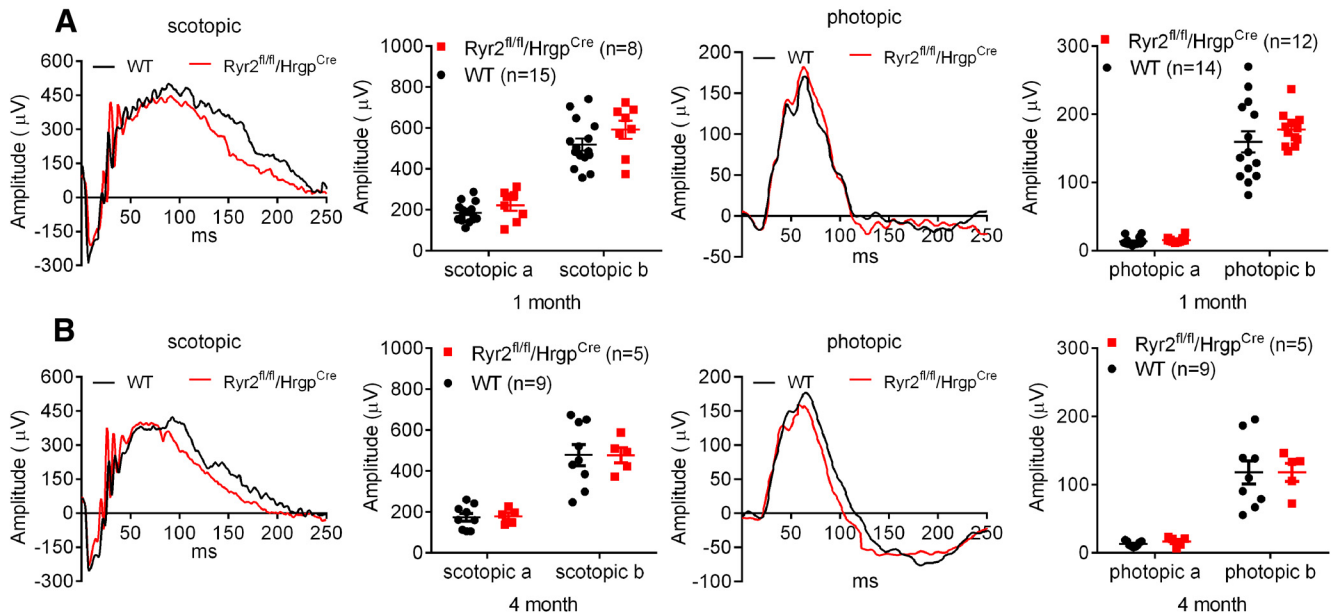 A
scotopic
WT Ryr2fl/fl/HrgpCre
Amplitude ( μV)
600
450
300
150
0
-150
-300
50 100 150 200 250
ms
Ryr2fl/fl/HrgpCre (n=8)
WT (n=15)
Amplitude (μV)
1000
800
600
400
200
0
scotopic a scotopic b
1 month
photopic
WT Ryr2fl/fl/HrgpCre
Amplitude ( μV)
200
150
100
50
0
-50
50 100 150 200 250
ms
Ryr2fl/fl/HrgpCre (n=12)
WT (n=14)
Amplitude (μV)
300
200
100
0
photopic a photopic b
1 month
B
scotopic
WT Ryr2fl/fl/HrgpCre
Amplitude ( μV)
600
450
300
150
0
-150
-300
50 100 150 200 250
ms
Ryr2fl/fl/HrgpCre (n=5)
WT (n=9)
Amplitude (μV)
1000
800
600
400
200
0
scotopic a scotopic b
4 month
photopic
WT Ryr2fl/fl/HrgpCre
Amplitude ( μV)
200
150
100
50
0
-50
-100
50 100 150 200 250
ms
Ryr2fl/fl/HrgpCre (n=5)
WT (n=9)
Amplitude (μV)
300
200
100
0
photopic a photopic b
4 month